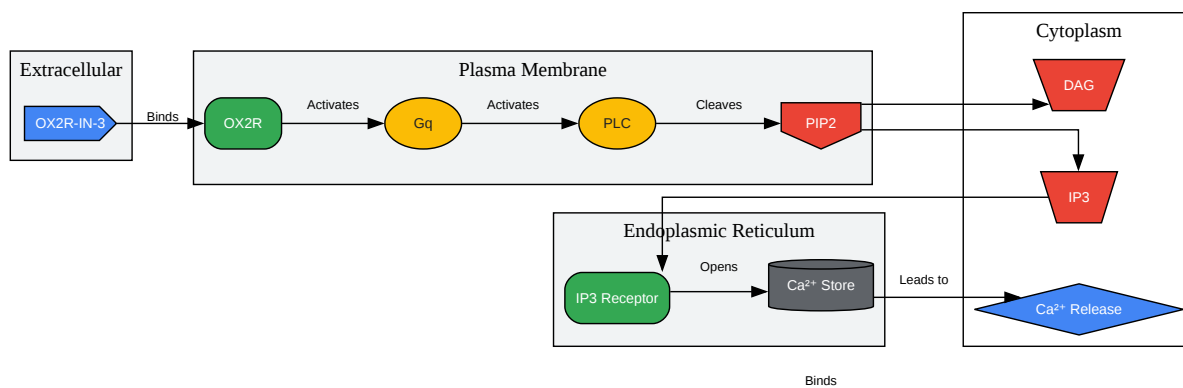 Extracellular
OX2R-IN-3
Binds
Plasma Membrane
OX2R
Activates
Gq
Activates
PLC
Cleaves
PIP2
Cytoplasm
DAG
IP3
Endoplasmic Reticulum
IP3 Receptor
Opens
Ca²⁺ Store
Leads to
Ca²⁺ Release
Binds